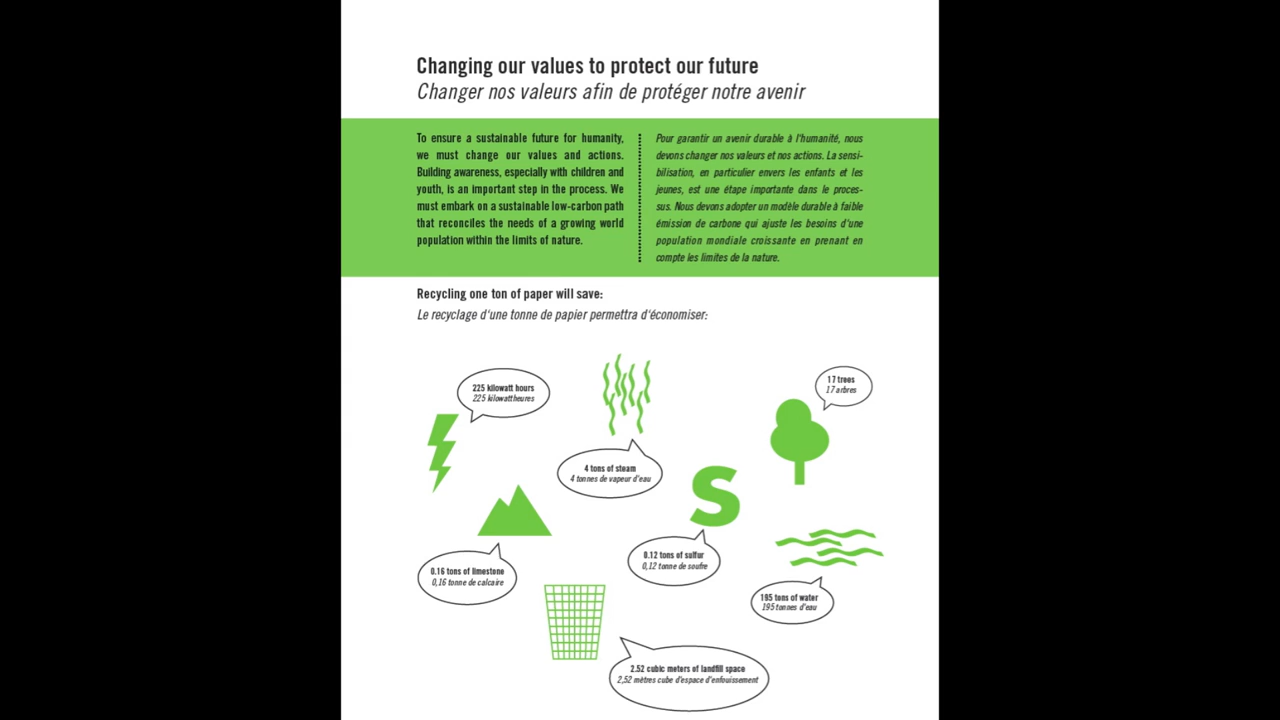 Changing our values to protect our future
Changer nos valeurs afin de protéger notre avenir
To ensure a sustainable future for humanity,
we must change our values and actions.
Building awareness, especially with children and
youth, is an important step in the process. We
must embark on a sustainable low-carbon path
that reconciles the needs of a growing world
population within the limits of nature.
Pour garantir un avenir durable à l'humanité, nous
devons changer nos valeurs et nos actions. La sensi-
bilisation, en particulier envers les enfants et les
jeunes, est une étape importante dans le proces-
sus. Nous devons adopter un modèle durable à faible
émission de carbone qui ajuste les besoins d'une
population mondiale croissante en prenant en
compte les limites de la nature.
Recycling one ton of paper will save:
Le recyclage d'une tonne de papier permettra d'économiser:
225 kilowatt hours
225 kilowattheures
17 trees
17 arbres
4 tons of steam
4 tonnes de vapeur d'eau
S
0.12 tons of sulfur
0,12 tonne de soufre
0.16 tons of limestone
0,16 tonne de calcaire
195 tons of water
195 tonnes d'eau
2.52 cubic meters of landfill space
2,52 mètres cube d'espace d'enfouissement